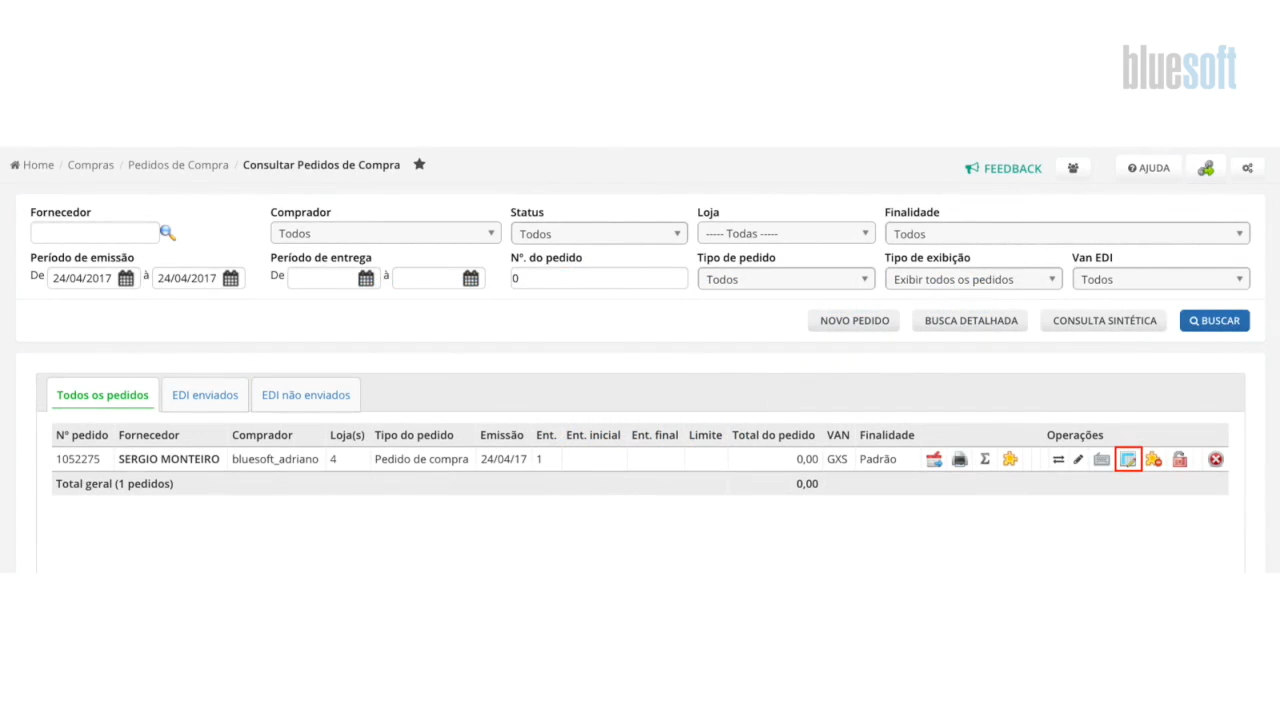 bluesoft
Home / Compras / Pedidos de Compra / Consultar Pedidos de Compra
FEEDBACK
AJUDA
Fornecedor Comprador Status Loja Finalidade
Todos Todos ----- Todas ----- Todos
Período de emissão Período de entrega Nº. do pedido Tipo de pedido Tipo de exibição Van EDI
De 24/04/2017 à 24/04/2017 De à 0 Todos Exibir todos os pedidos Todos
NOVO PEDIDO BUSCA DETALHADA CONSULTA SINTÉTICA BUSCAR
Todos os pedidos EDI enviados EDI não enviados
Nº pedido Fornecedor Comprador Loja(s) Tipo do pedido Emissão Ent. Ent. inicial Ent. final Limite Total do pedido VAN Finalidade Operações
1052275 SERGIO MONTEIRO bluesoft_adriano 4 Pedido de compra 24/04/17 1 0,00 GXS Padrão Σ
Total geral (1 pedidos) 0,00